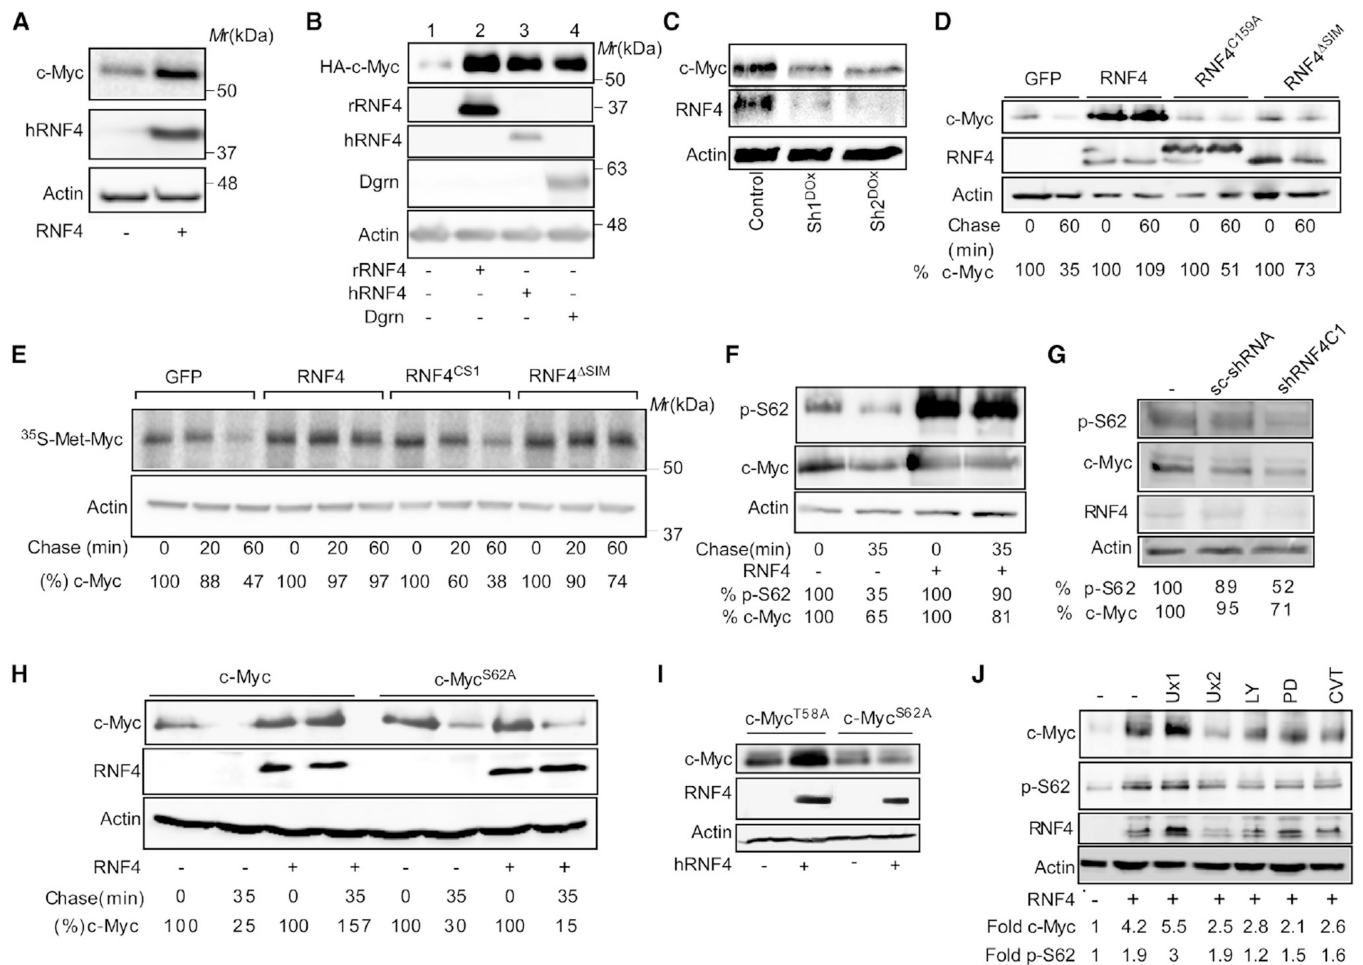 A
Mr(kDa)
c-Myc
50
hRNF4
37
Actin
48
RNF4 - +
B
1 2 3 4
Mr(kDa)
HA-c-Myc
50
rRNF4
37
hRNF4
Dgrn
63
Actin
48
rRNF4 - + - -
hRNF4 - - + -
Dgrn - - - +
C
c-Myc
RNF4
Actin
Control Sh1DOx Sh2DOx
D
GFP RNF4 RNF4C159A RNF4ΔSIM
c-Myc
RNF4
Actin
Chase 0 60 0 60 0 60 0 60
(min)
% c-Myc 100 35 100 109 100 51 100 73
E
GFP RNF4 RNF4CS1 RNF4ΔSIM
Mr(kDa)
35S-Met-Myc
50
Actin
37
Chase (min) 0 20 60 0 20 60 0 20 60 0 20 60
(%) c-Myc 100 88 47 100 97 97 100 60 38 100 90 74
F
p-S62
c-Myc
Actin
Chase(min) 0 35 0 35
RNF4 - - + +
% p-S62 100 35 100 90
% c-Myc 100 65 100 81
G
- sc-shRNA shRNF4C1
p-S62
c-Myc
RNF4
Actin
% p-S62 100 89 52
% c-Myc 100 95 71
H
c-Myc c-MycS62A
c-Myc
RNF4
Actin
RNF4 - - + + - - + +
Chase(min) 0 35 0 35 0 35 0 35
(%)c-Myc 100 25 100 157 100 30 100 15
I
c-MycT58A c-MycS62A
c-Myc
RNF4
Actin
hRNF4 - + - +
J
- - Ux1 Ux2 LY PD CVT
c-Myc
p-S62
RNF4
Actin
RNF4 - + + + + + +
Fold c-Myc 1 4.2 5.5 2.5 2.8 2.1 2.6
Fold p-S62 1 1.9 3 1.9 1.2 1.5 1.6